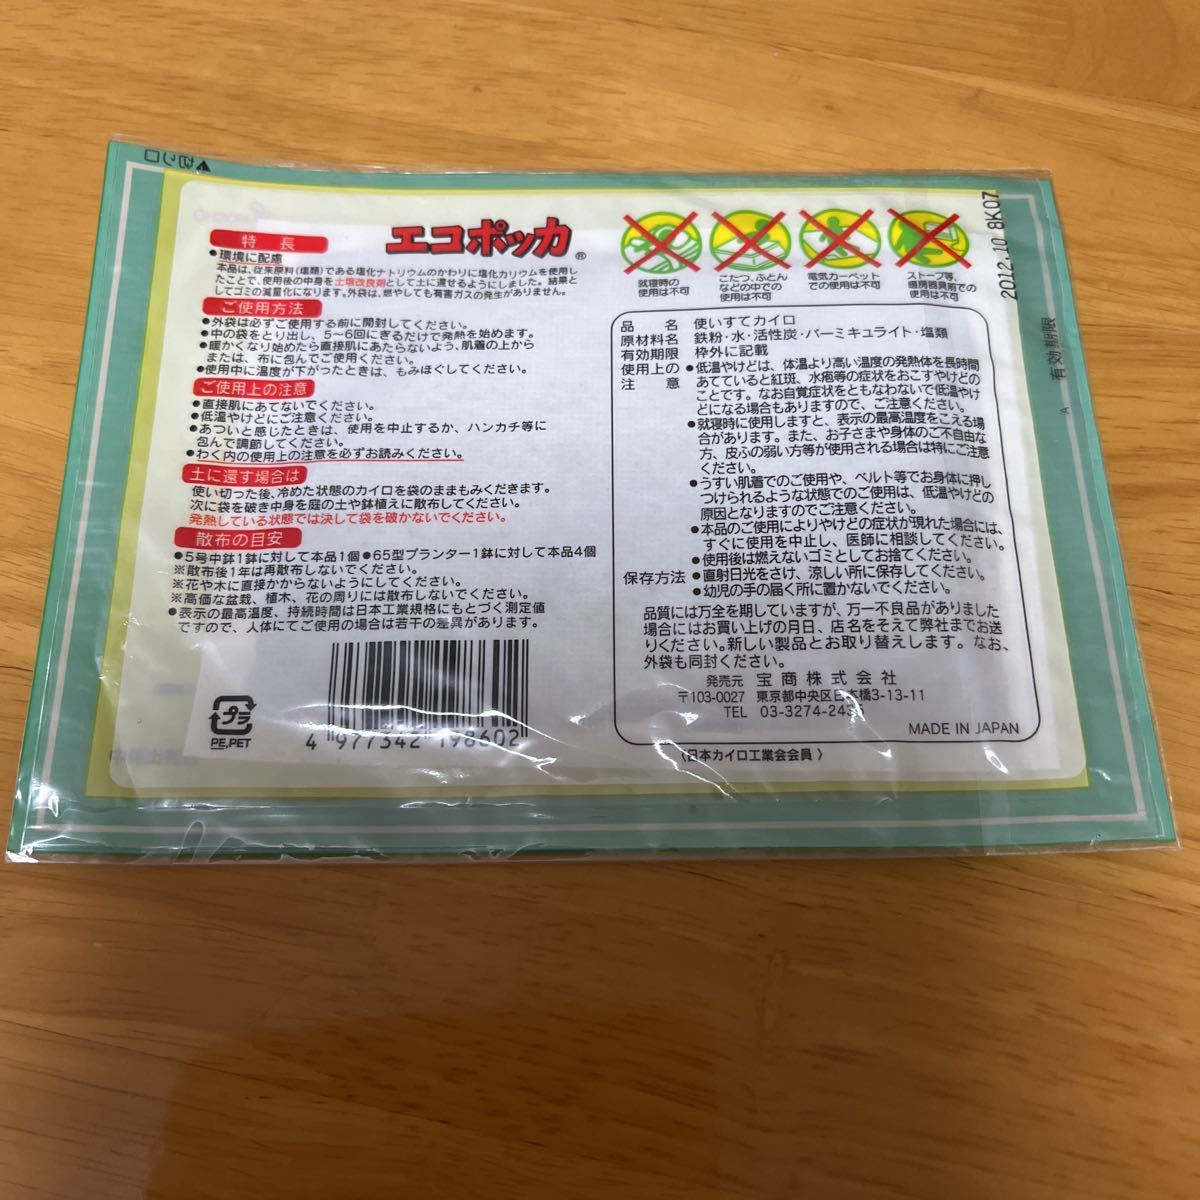 エコポッカ®
特長
●環境に配慮
本品は、従来原料(塩類)である塩化ナトリウムのかわりに塩化カリウムを使用し
たことで、使用後の中身を土壌改良剤として土に還せるようにしました。結果と
してゴミの減量化になります。外袋は、燃やしても有害ガスの発生がありません。
ご使用方法
●外袋は必ずご使用する前に開封してください。
●中の袋をとり出し、5~6回にぎるだけで発熱を始めます。
●暖かくなり始めたら直接肌にあたらないよう、肌着の上から
または、布に包んでご使用ください。
●使用中に温度が下がったときは、もみほぐしてください。
ご使用上の注意
●直接肌にあてないでください。
●低温やけどにご注意ください。
●あついと感じたときは、使用を中止するか、ハンカチ等に
包んで調節してください。
●わく内の使用上の注意を必ずお読みください。
土に還す場合は
使い切った後、冷めた状態のカイロを袋のままもみくだきます。
次に袋を破き中身を庭の土や鉢植えに散布してください。
発熱している状態では決して袋を破かないでください。
散布の目安
●5号中鉢1鉢に対して本品1個 ●65型プランター1鉢に対して本品4個
※散布後1年は再散布しないでください。
※花や木に直接かからないようにしてください。
※高価な盆栽、植木、花の周りには散布しないでください。
●表示の最高温度、持続時間は日本工業規格にもとづく測定値
ですので、人体にてご使用の場合は若干の差異があります。
プラ
PE,PET
4 977342 198602
就寝時の
使用は不可
こたつ、ふとん
などの中での
使用は不可
電気カーペット
での使用は不可
ストーブ等、
暖房器具前での
使用は不可
品名 使いすてカイロ
原材料名 鉄粉・水・活性炭・バーミキュライト・塩類
有効期限 枠外に記載
使用上の注意 ●低温やけどは、体温より高い温度の発熱体を長時間
あてていると紅斑、水疱等の症状をおこすやけどの
ことです。なお自覚症状をともなわないで低温やけ
どになる場合もありますので、ご注意ください。
●就寝時に使用しますと、表示の最高温度をこえる場
合があります。また、お子さまや身体のご不自由な
方、皮ふの弱い方等が使用される場合は特にご注意
ください。
●うすい肌着でのご使用や、ベルト等でお身体に押し
つけられるような状態でのご使用は、低温やけどの
原因となりますのでご注意ください。
●本品のご使用によりやけどの症状が現れた場合には、
すぐに使用を中止し、医師に相談してください。
●使用後は燃えないゴミとしてお捨てください。
保存方法 ●直射日光をさけ、涼しい所に保存してください。
●幼児の手の届く所に置かないでください。
品質には万全を期していますが、万一不良品がありました
場合にはお買い上げの月日、店名をそえて弊社までお送
りください。新しい製品とお取り替えします。なお、
外袋も同封ください。
発売元 宝商株式会社
〒103-0027 東京都中央区日本橋3-13-11
TEL 03-3274-243
MADE IN JAPAN
〈日本カイロ工業会会員〉
2012.10 8K07
有効期限
A